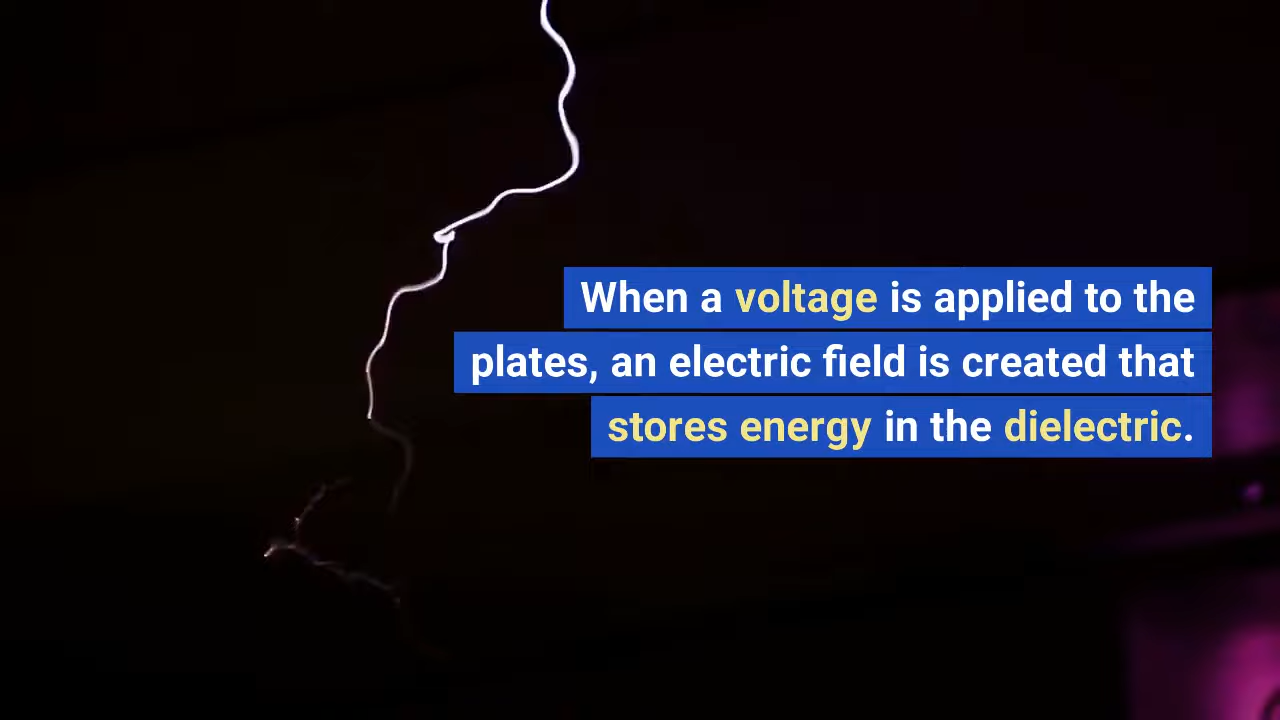 When a voltage is applied to the
plates, an electric field is created that
stores energy in the dielectric.